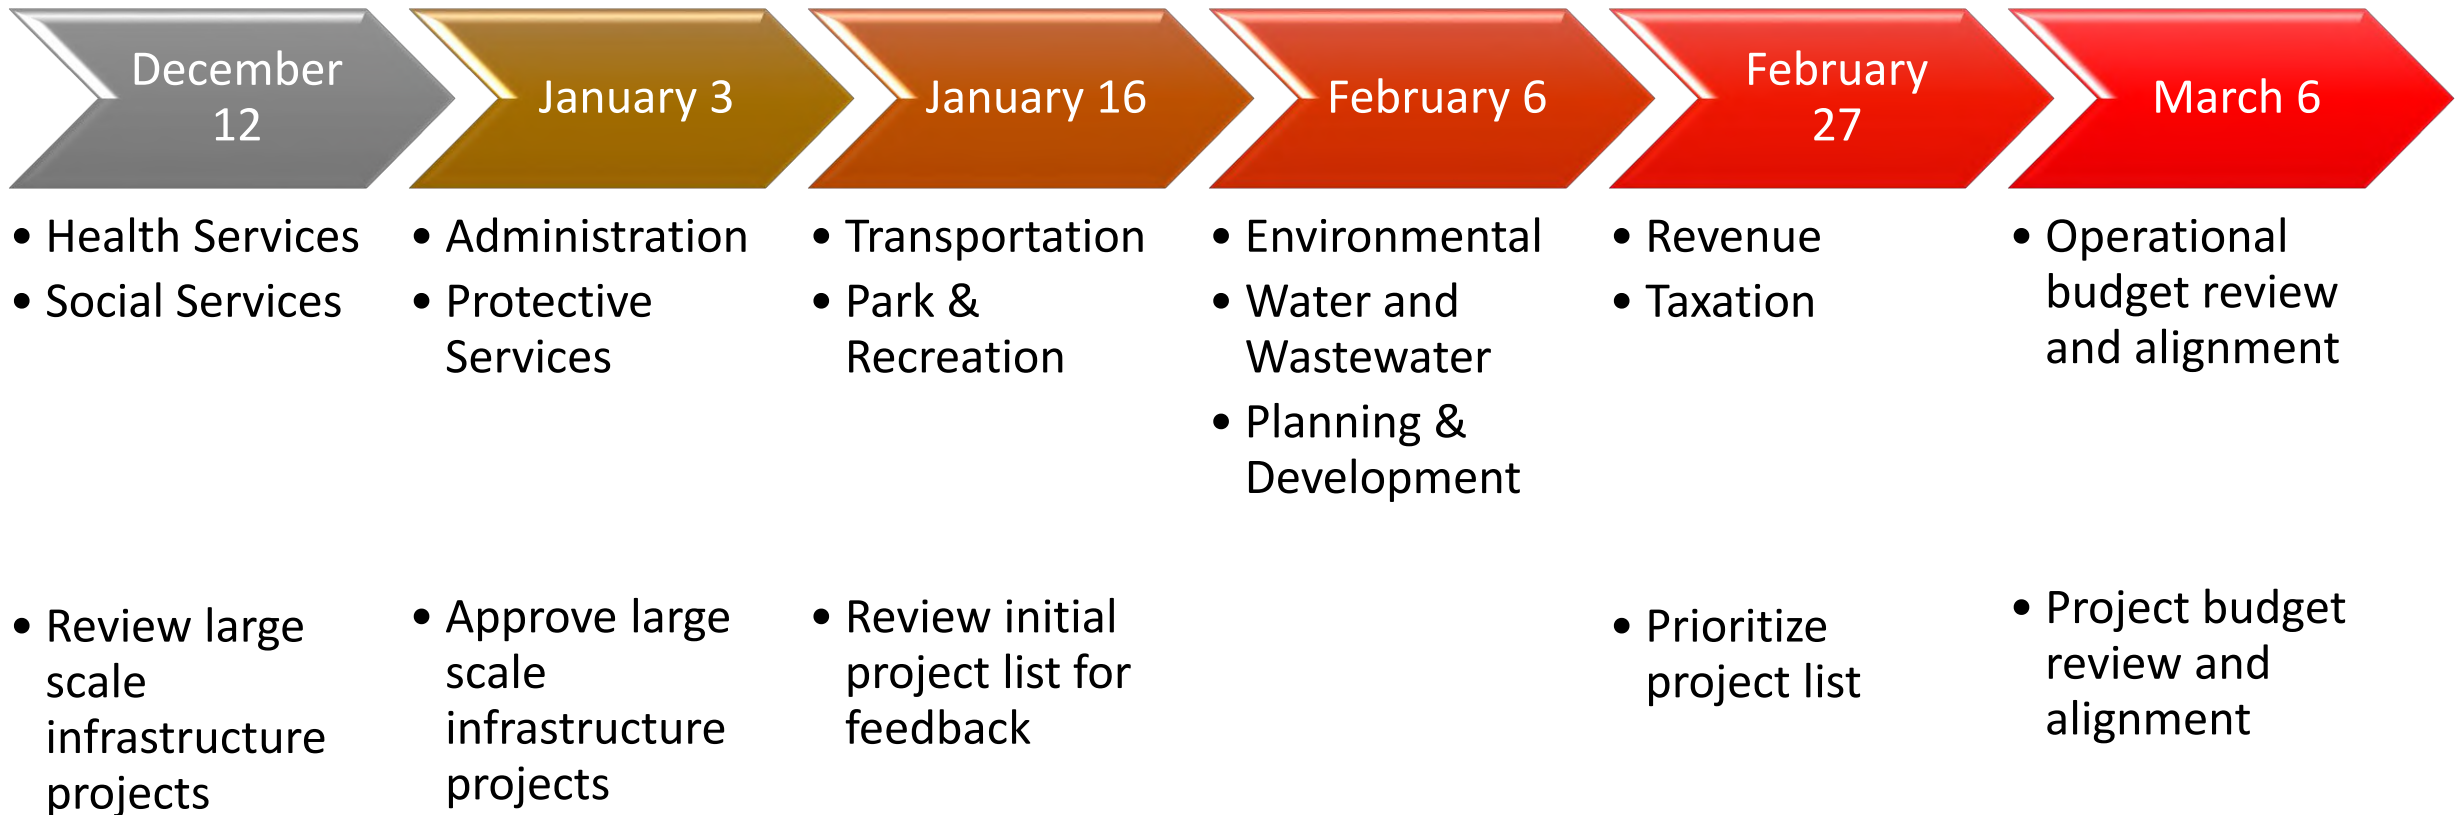 December
12
January 3
January 16
February 6
February
27
March 6
• Health Services
• Social Services
• Review large
scale
infrastructure
projects
• Administration
• Protective
Services
• Approve large
scale
infrastructure
projects
• Transportation
• Park &
Recreation
• Review initial
project list for
feedback
• Environmental
• Water and
Wastewater
• Planning &
Development
• Revenue
• Taxation
• Prioritize
project list
• Operational
budget review
and alignment
• Project budget
review and
alignment